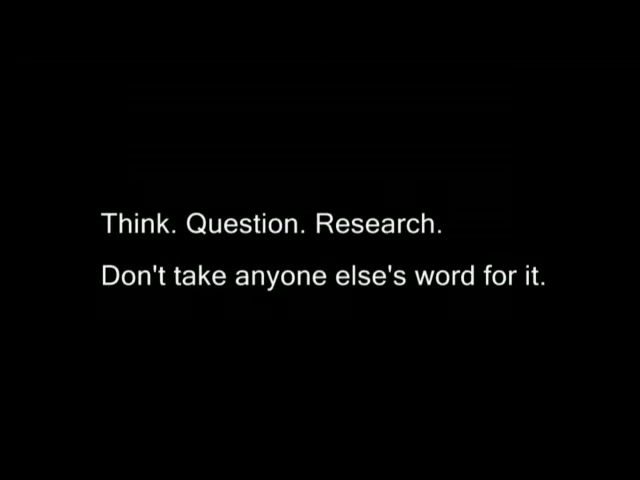 Think. Question. Research.
Don't take anyone else's word for it.